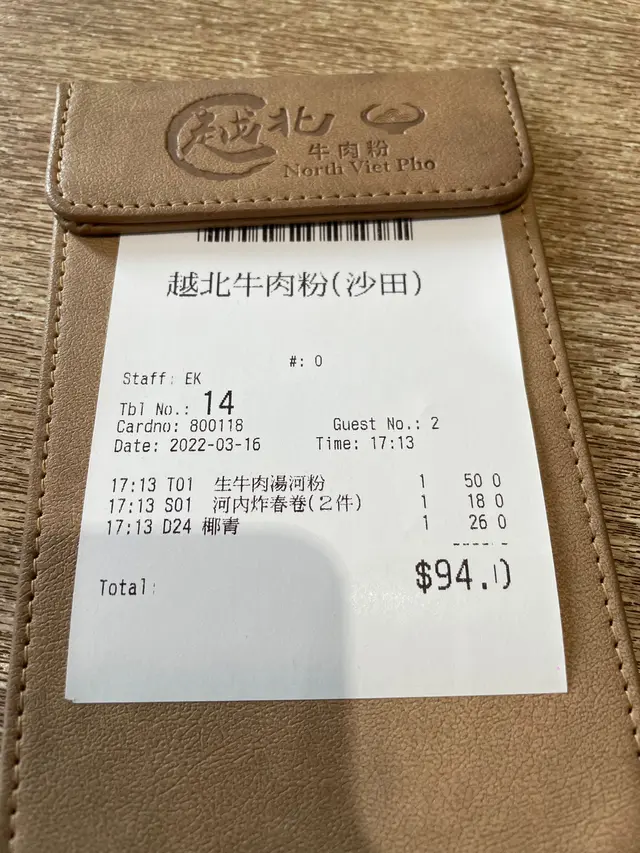 越北
牛肉粉
North Viet Pho
越北牛肉粉(沙田)
#: 0
Staff: EK
Tbl No.: 14
Cardno: 800118 Guest No.: 2
Date: 2022-03-16 Time: 17:13
17:13 T01 生牛肉湯河粉 1 50 0
17:13 S01 河內炸春卷(2件) 1 18 0
17:13 D24 椰青 1 26 0
Total: $94.0